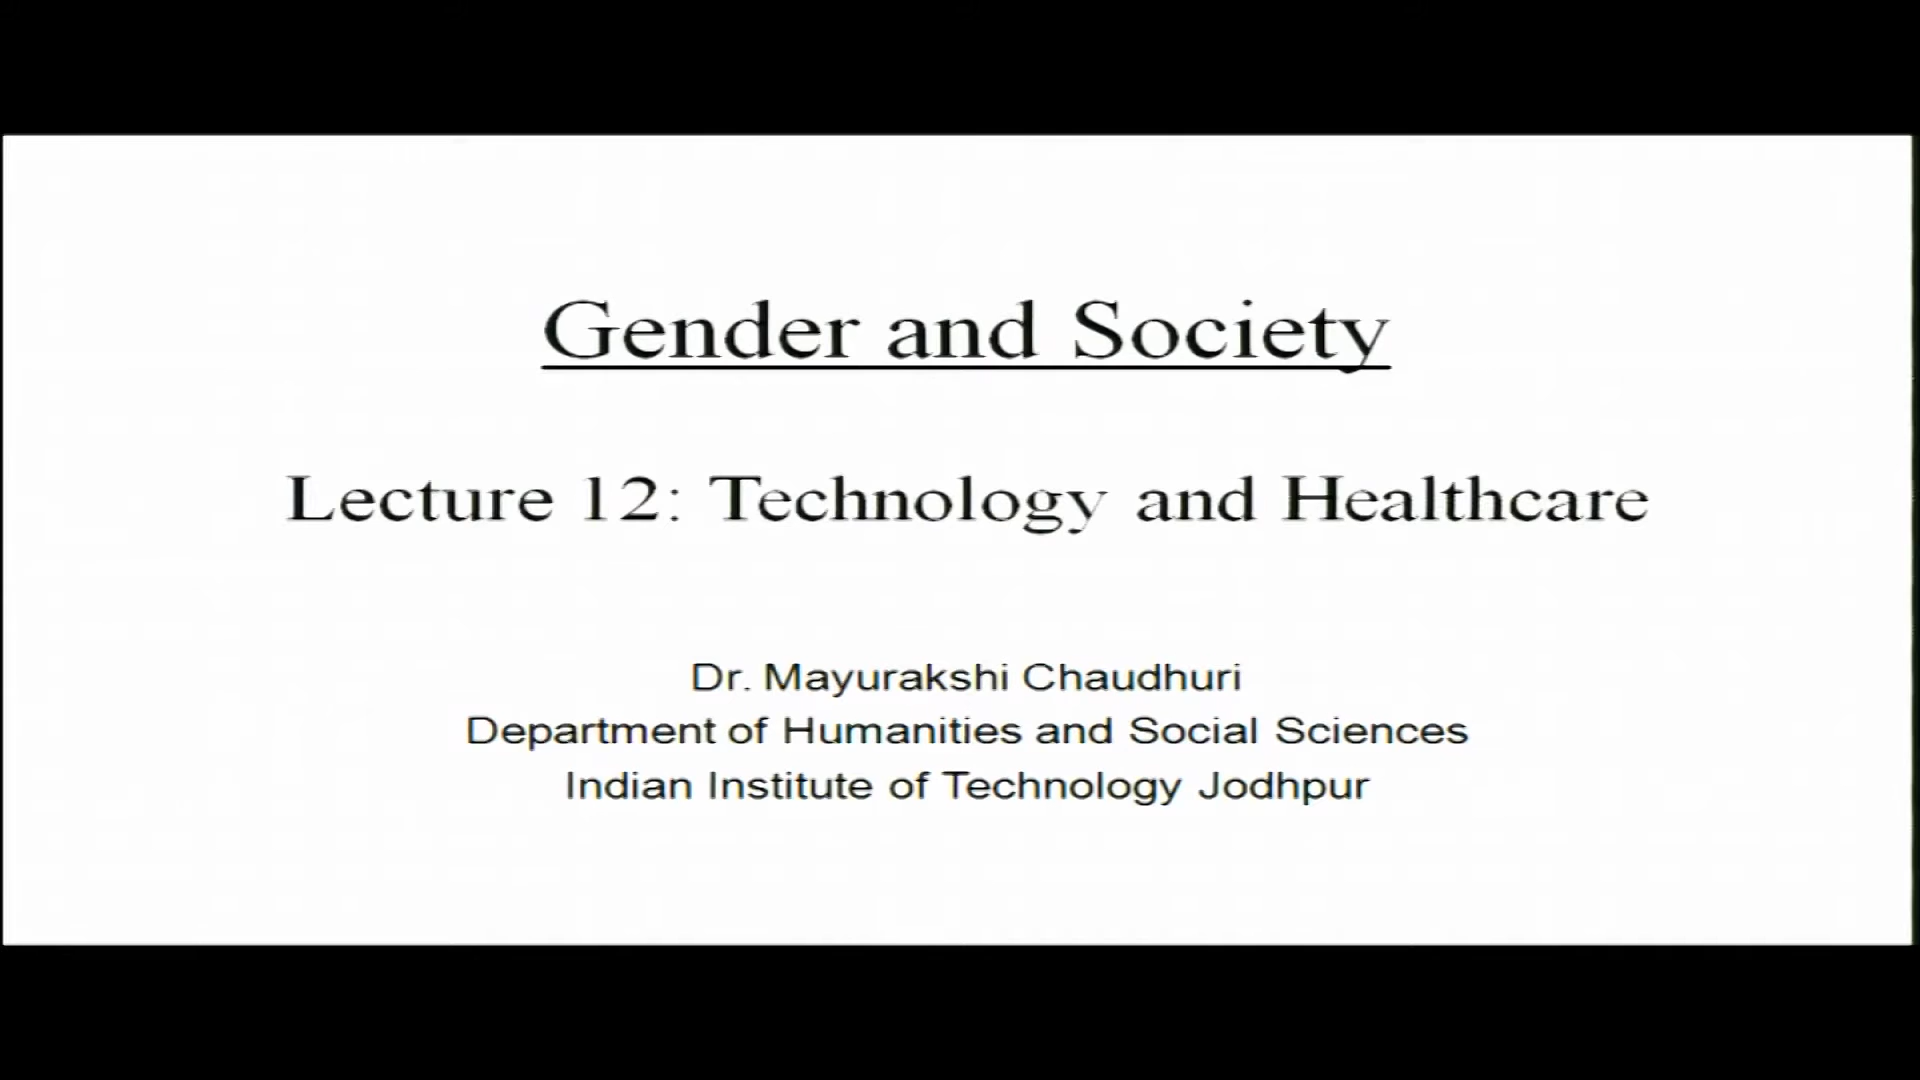 Gender and Society
Lecture 12: Technology and Healthcare
Dr. Mayurakshi Chaudhuri
Department of Humanities and Social Sciences
Indian Institute of Technology Jodhpur